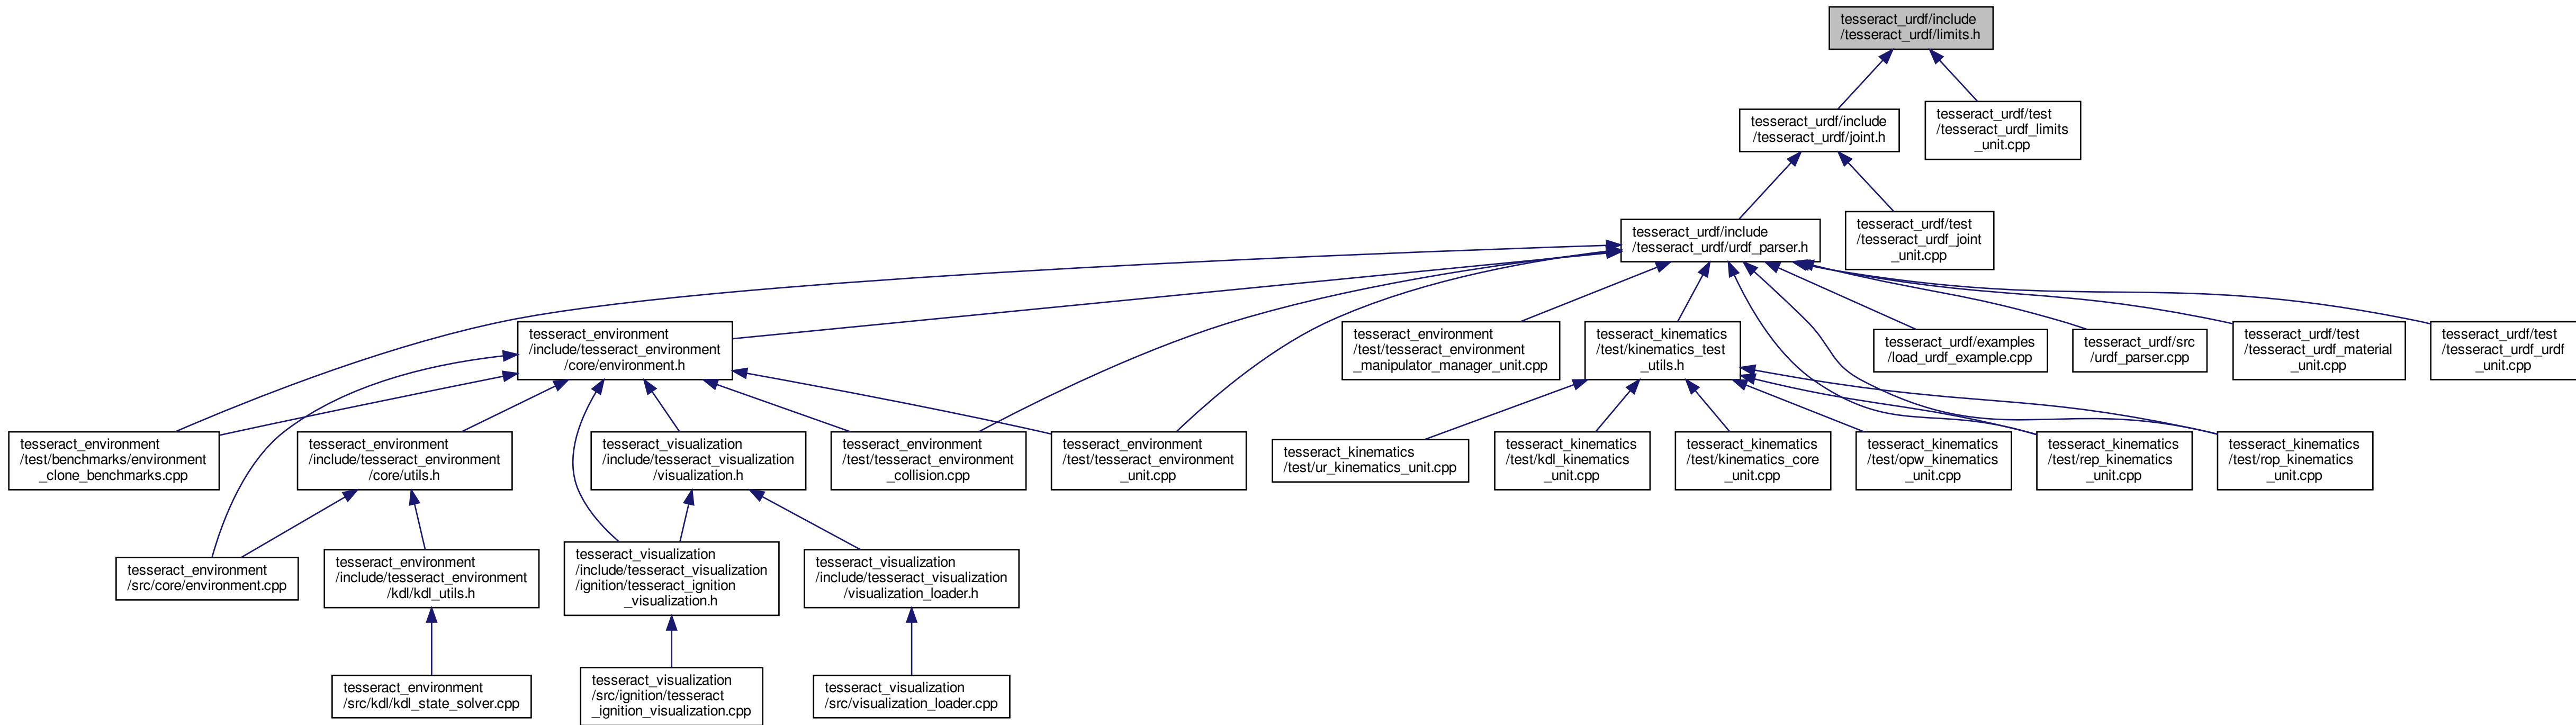 tesseract_urdf/include
/tesseract_urdf/limits.h
tesseract_urdf/include
/tesseract_urdf/joint.h
tesseract_urdf/test
/tesseract_urdf_limits
_unit.cpp
tesseract_urdf/include
/tesseract_urdf/urdf_parser.h
tesseract_urdf/test
/tesseract_urdf_joint
_unit.cpp
tesseract_environment
/include/tesseract_environment
/core/environment.h
tesseract_environment
/test/tesseract_environment
_manipulator_manager_unit.cpp
tesseract_kinematics
/test/kinematics_test
_utils.h
tesseract_urdf/examples
/load_urdf_example.cpp
tesseract_urdf/src
/urdf_parser.cpp
tesseract_urdf/test
/tesseract_urdf_material
_unit.cpp
tesseract_urdf/test
/tesseract_urdf_urdf
_unit.cpp
tesseract_environment
/test/benchmarks/environment
_clone_benchmarks.cpp
tesseract_environment
/include/tesseract_environment
/core/utils.h
tesseract_visualization
/include/tesseract_visualization
/visualization.h
tesseract_environment
/test/tesseract_environment
_collision.cpp
tesseract_environment
/test/tesseract_environment
_unit.cpp
tesseract_kinematics
/test/ur_kinematics_unit.cpp
tesseract_kinematics
/test/kdl_kinematics
_unit.cpp
tesseract_kinematics
/test/kinematics_core
_unit.cpp
tesseract_kinematics
/test/opw_kinematics
_unit.cpp
tesseract_kinematics
/test/rep_kinematics
_unit.cpp
tesseract_kinematics
/test/rop_kinematics
_unit.cpp
tesseract_environment
/src/core/environment.cpp
tesseract_environment
/include/tesseract_environment
/kdl/kdl_utils.h
tesseract_visualization
/include/tesseract_visualization
/ignition/tesseract_ignition
_visualization.h
tesseract_visualization
/include/tesseract_visualization
/visualization_loader.h
tesseract_environment
/src/kdl/kdl_state_solver.cpp
tesseract_visualization
/src/ignition/tesseract
_ignition_visualization.cpp
tesseract_visualization
/src/visualization_loader.cpp